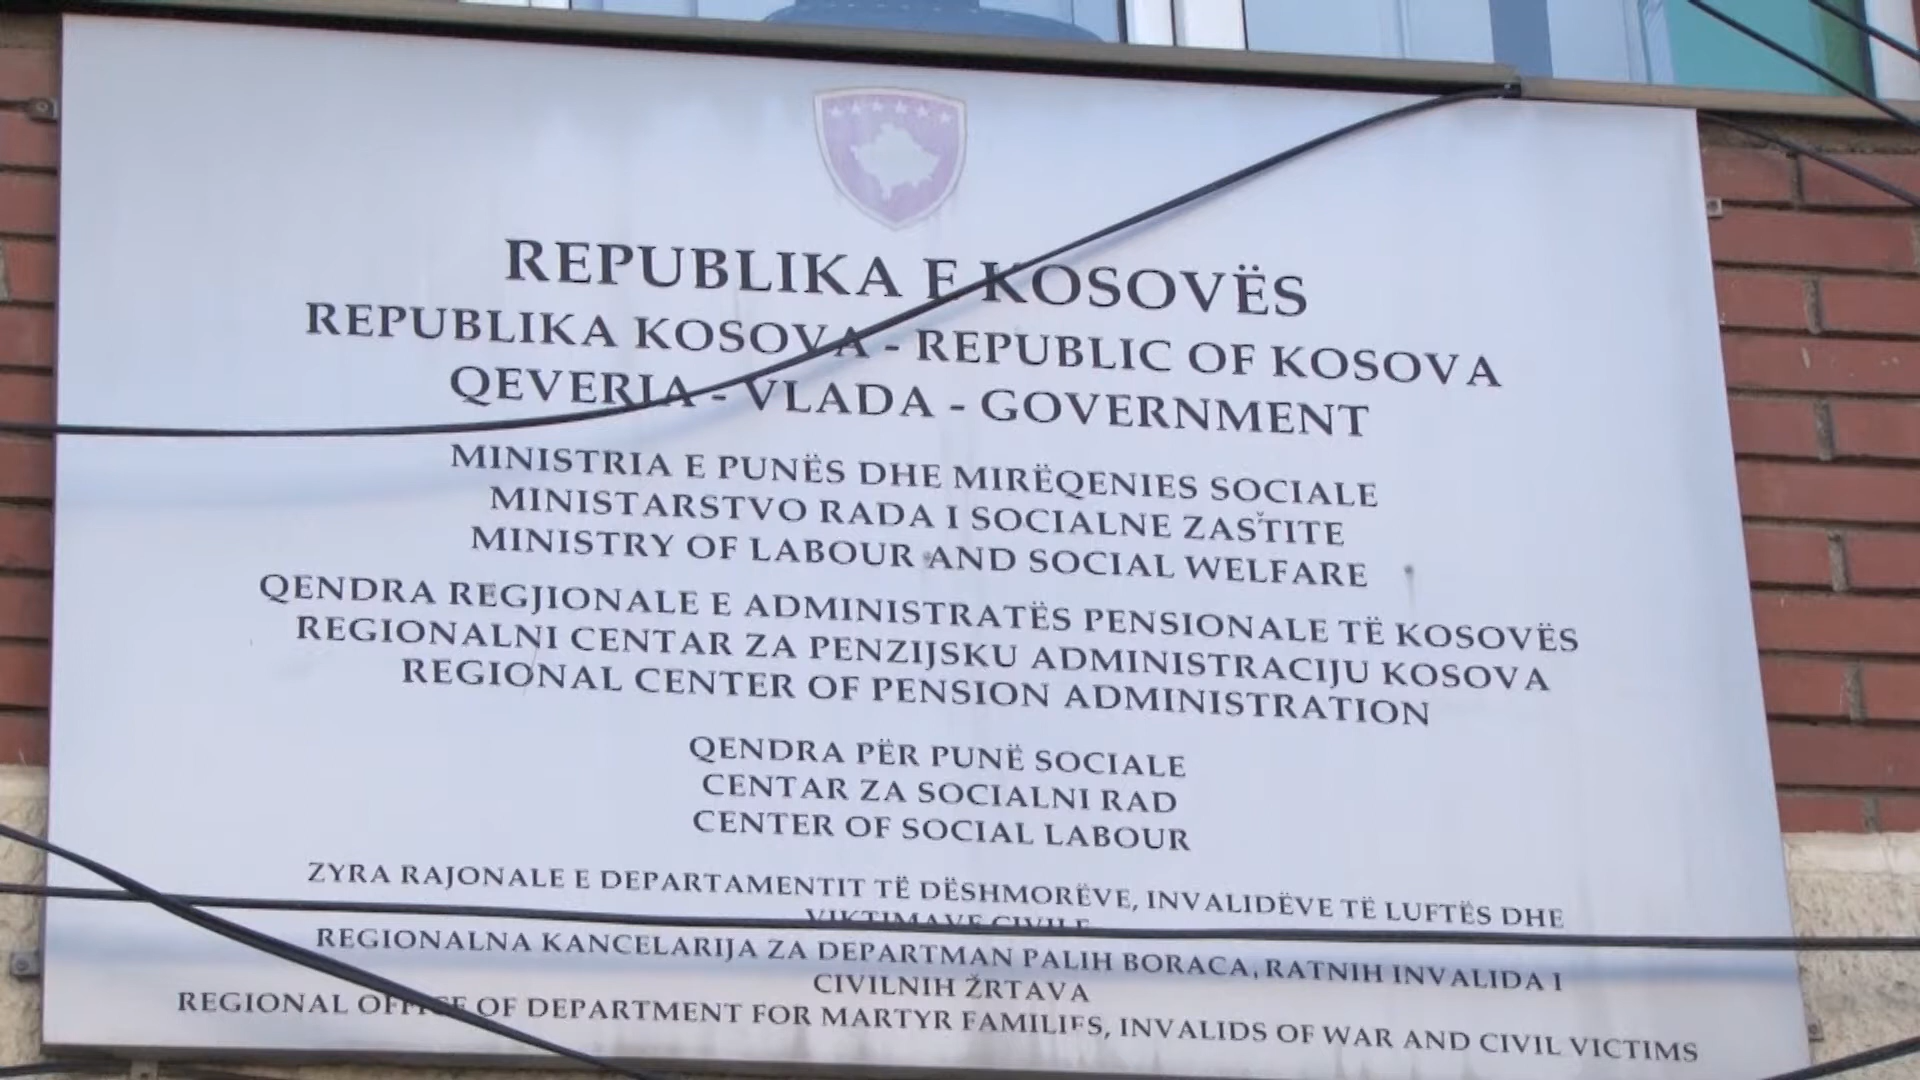 REPUBLIKA E KOSOVËS
REPUBLIKA KOSOVA - REPUBLIC OF KOSOVA
QEVERIA - VLADA - GOVERNMENT
MINISTRIA E PUNËS DHE MIRËQENIES SOCIALE
MINISTARSTVO RADA I SOCIALNE ZAŠTITE
MINISTRY OF LABOUR AND SOCIAL WELFARE
QENDRA REGJIONALE E ADMINISTRATËS PENSIONALE TË KOSOVËS
REGIONALNI CENTAR ZA PENZIJSKU ADMINISTRACIJU KOSOVA
REGIONAL CENTER OF PENSION ADMINISTRATION
QENDRA PËR PUNË SOCIALE
CENTAR ZA SOCIALNI RAD
CENTER OF SOCIAL LABOUR
ZYRA RAJONALE E DEPARTAMENTIT TË DËSHMORËVE, INVALIDËVE TË LUFTËS DHE
VIKTIMAVE CIVILE
REGIONALNA KANCELARIJA ZA DEPARTMAN PALIH BORACA, RATNIH INVALIDA I
CIVILNIH ŽRTAVA
REGIONAL OFFICE OF DEPARTMENT FOR MARTYR FAMILIES, INVALIDS OF WAR AND CIVIL VICTIMS